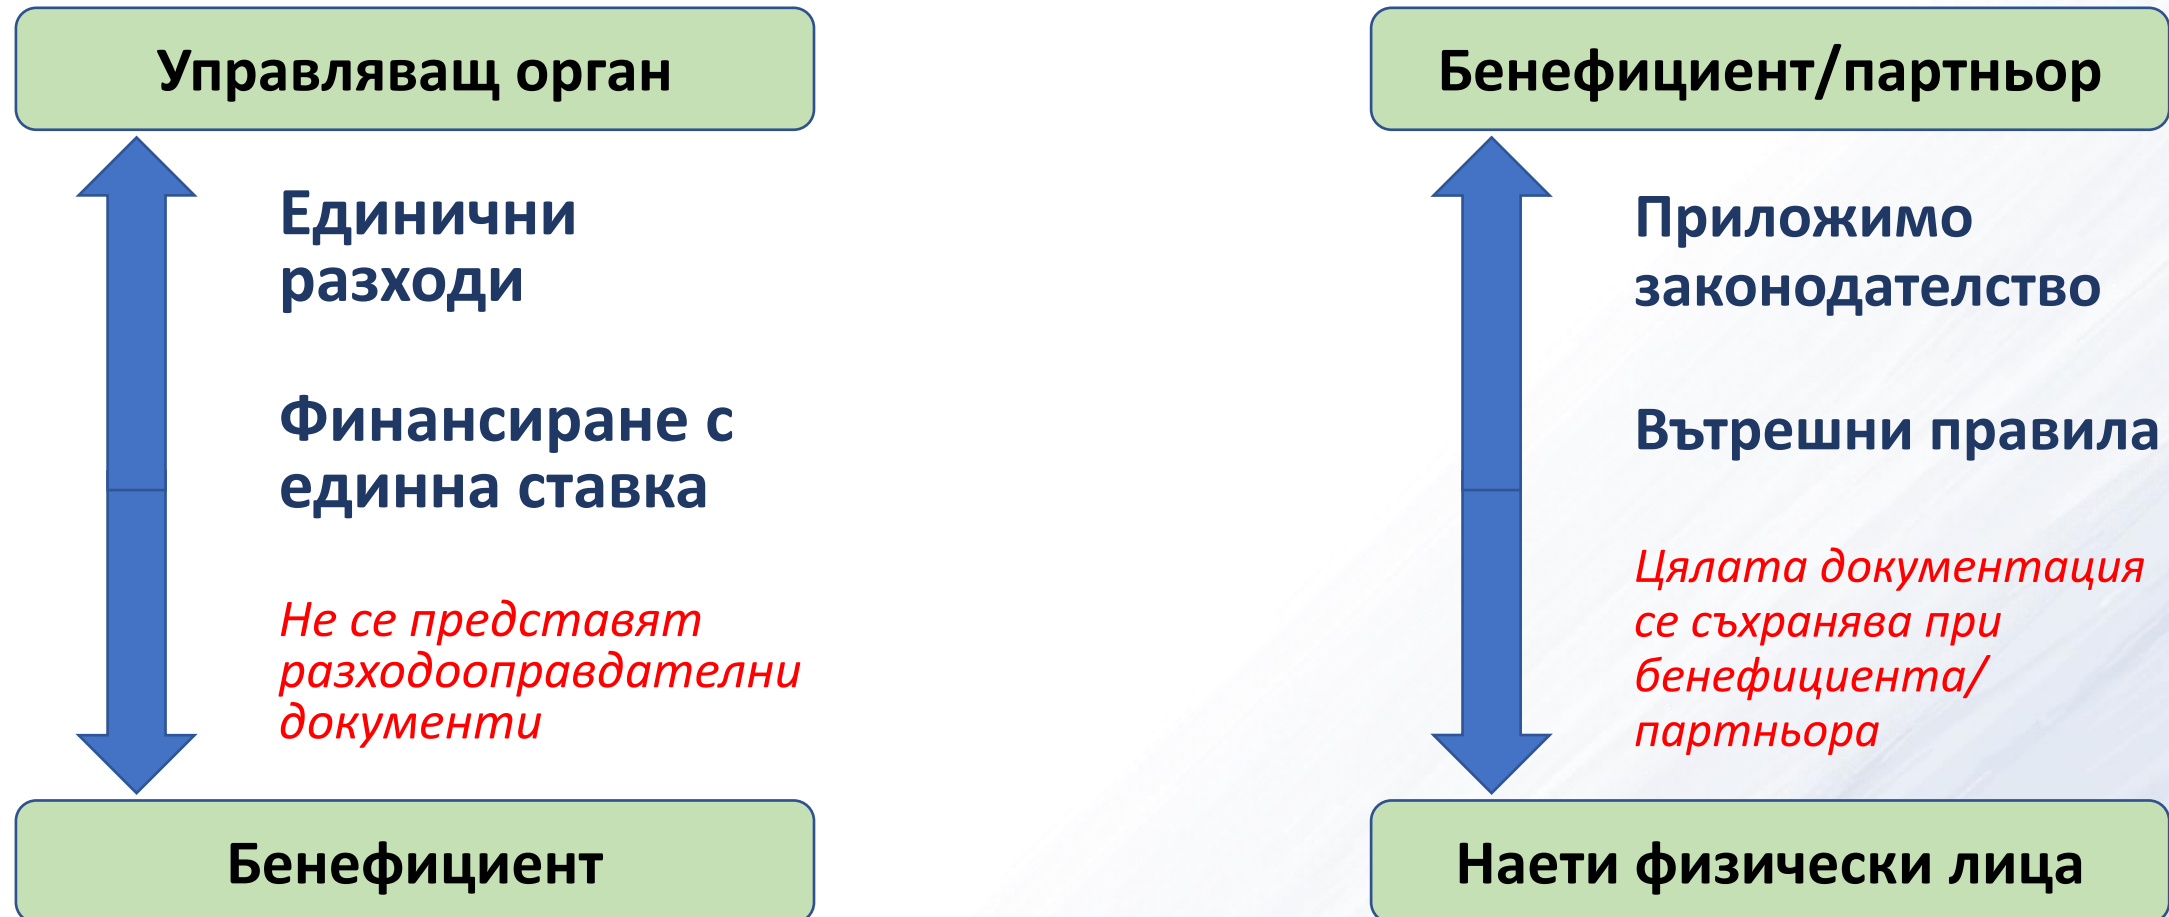 Управляващ орган
Единични
разходи
Финансиране с
единна ставка
Не се представят
разходооправдателни
документи
Бенефициент
Бенефициент/партньор
Приложимо
законодателство
Вътрешни правила
Цялата документация
се съхранява при
бенефициента/
партньора
Наети физически лица